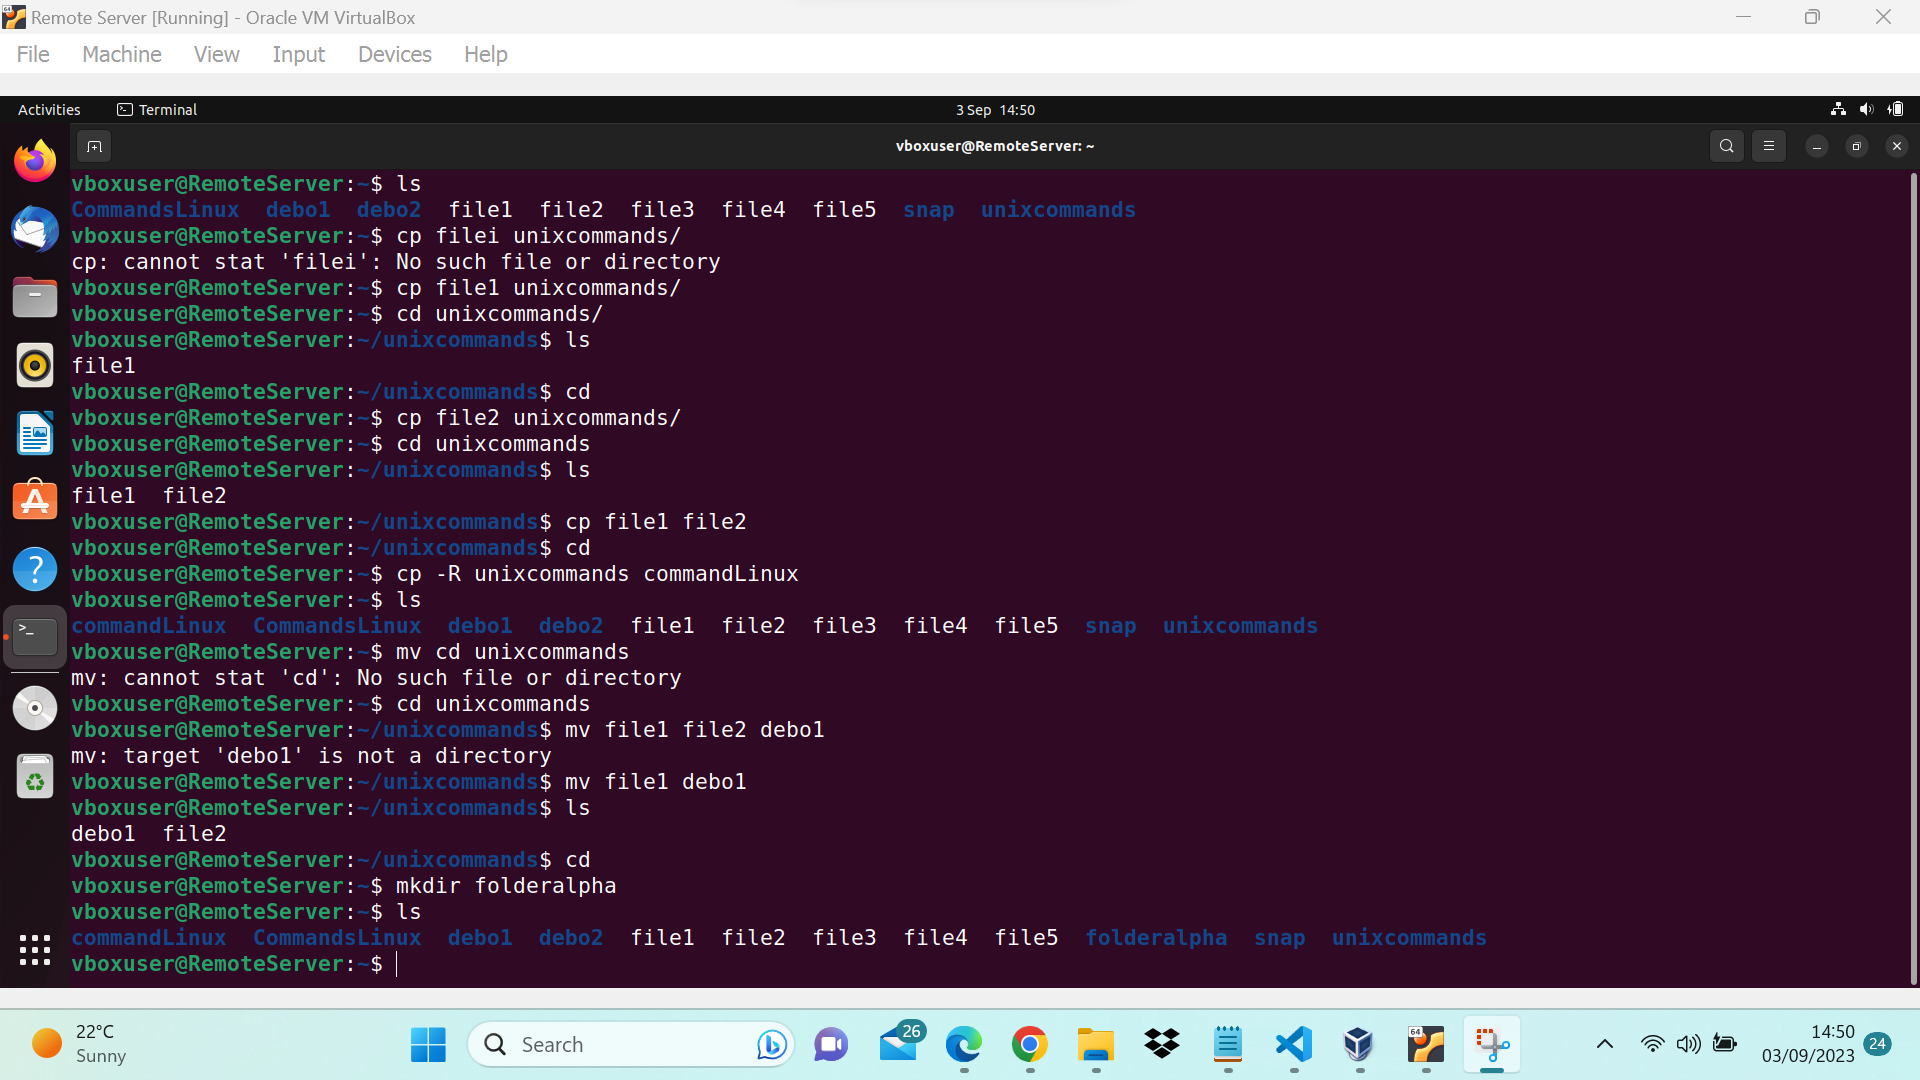 Remote Server [Running] - Oracle VM VirtualBox
File Machine View Input Devices Help
Activities Terminal 3 Sep 14:50
vboxuser@RemoteServer: ~
vboxuser@RemoteServer:~$ ls
CommandsLinux debo1 debo2 file1 file2 file3 file4 file5 snap unixcommands
vboxuser@RemoteServer:~$ cp filei unixcommands/
cp: cannot stat 'filei': No such file or directory
vboxuser@RemoteServer:~$ cp file1 unixcommands/
vboxuser@RemoteServer:~$ cd unixcommands/
vboxuser@RemoteServer:~/unixcommands$ ls
file1
vboxuser@RemoteServer:~/unixcommands$ cd
vboxuser@RemoteServer:~$ cp file2 unixcommands/
vboxuser@RemoteServer:~$ cd unixcommands
vboxuser@RemoteServer:~/unixcommands$ ls
file1 file2
vboxuser@RemoteServer:~/unixcommands$ cp file1 file2
vboxuser@RemoteServer:~/unixcommands$ cd
vboxuser@RemoteServer:~$ cp -R unixcommands commandLinux
vboxuser@RemoteServer:~$ ls
commandLinux CommandsLinux debo1 debo2 file1 file2 file3 file4 file5 snap unixcommands
vboxuser@RemoteServer:~$ mv cd unixcommands
mv: cannot stat 'cd': No such file or directory
vboxuser@RemoteServer:~$ cd unixcommands
vboxuser@RemoteServer:~/unixcommands$ mv file1 file2 debo1
mv: target 'debo1' is not a directory
vboxuser@RemoteServer:~/unixcommands$ mv file1 debo1
vboxuser@RemoteServer:~/unixcommands$ ls
debo1 file2
vboxuser@RemoteServer:~/unixcommands$ cd
vboxuser@RemoteServer:~$ mkdir folderalpha
vboxuser@RemoteServer:~$ ls
commandLinux CommandsLinux debo1 debo2 file1 file2 file3 file4 file5 folderalpha snap unixcommands
vboxuser@RemoteServer:~$
22°C
Sunny
Search
26
64
14:50
03/09/2023
24